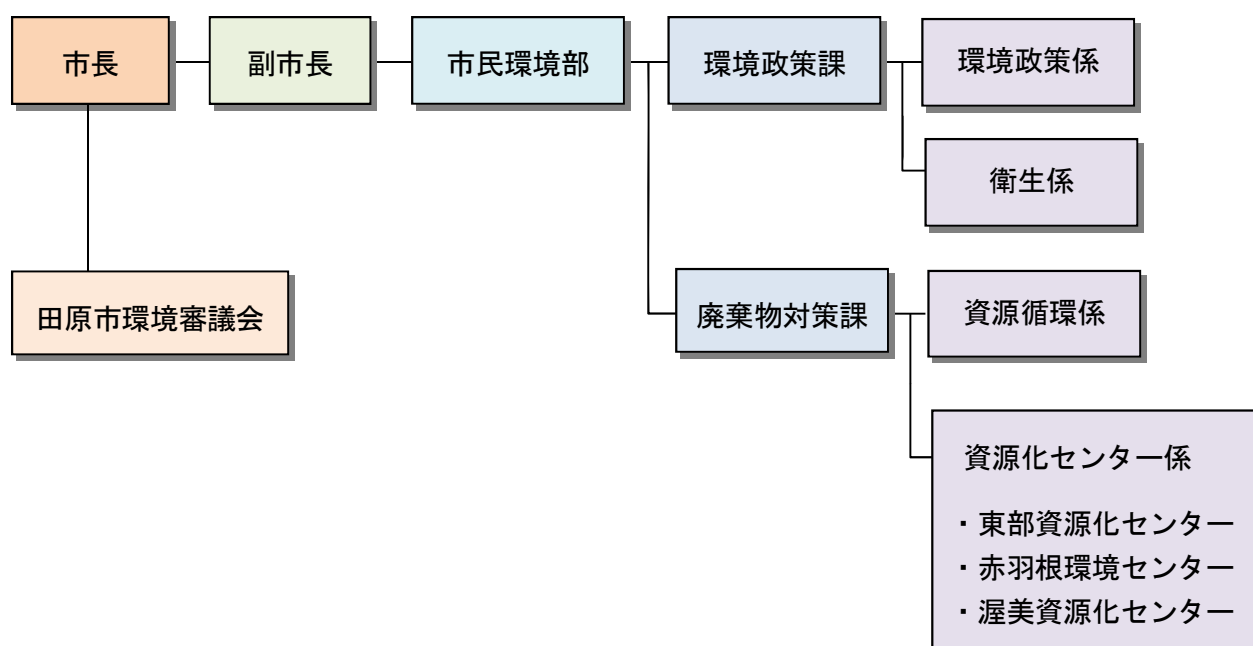 市長
副市長
市民環境部
環境政策課
環境政策係
衛生係
田原市環境審議会
廃棄物対策課
資源循環係
資源化センター係
・東部資源化センター
・赤羽根環境センター
・渥美資源化センター